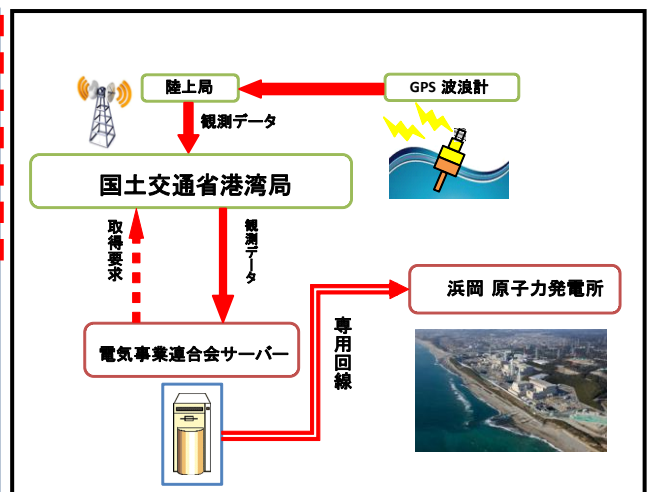 陸上局
GPS 波浪計
観測データ
国土交通省港湾局
取得要求
観測データ
浜岡 原子力発電所
専用回線
電気事業連合会サーバー